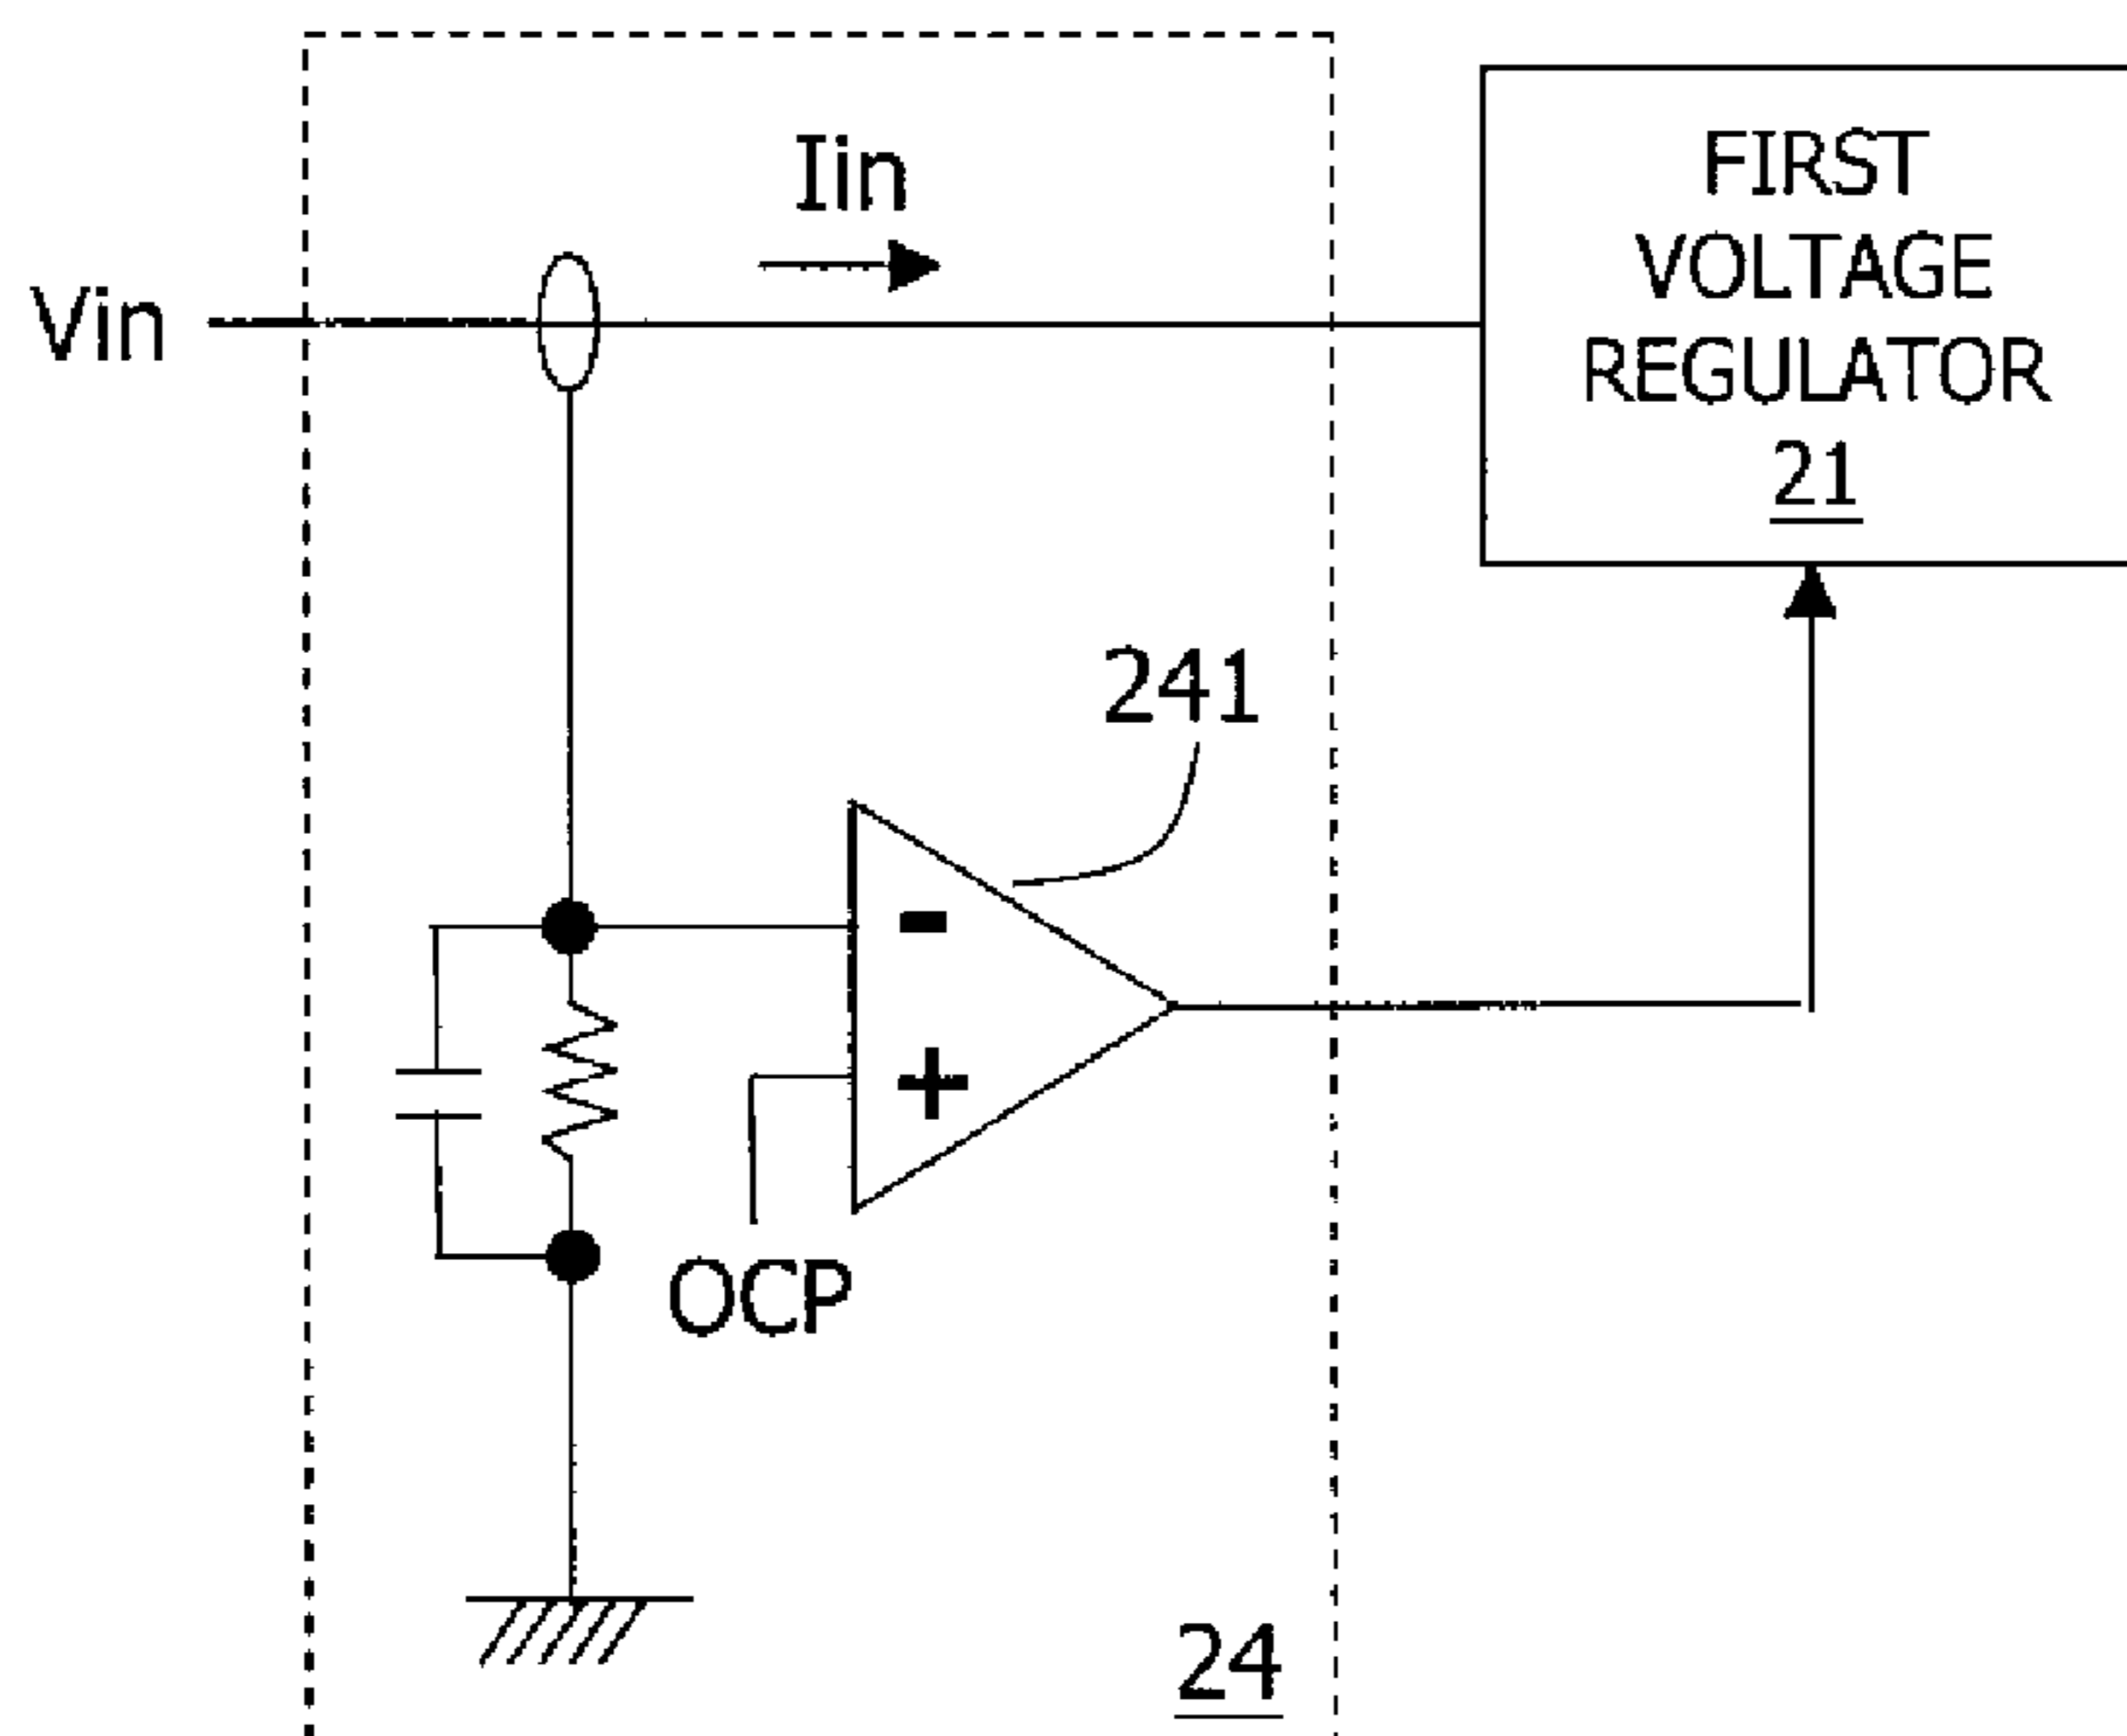 Iin
Vin
FIRST
VOLTAGE
REGULATOR
21
241
-
+
OCP
24